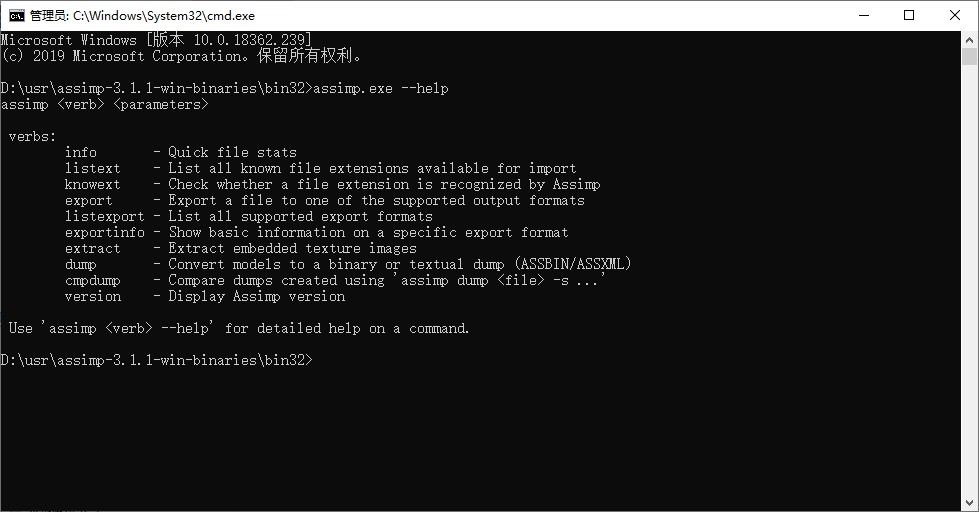 管理员: C:\Windows\System32\cmd.exe
Microsoft Windows [版本 10.0.18362.239]
(c) 2019 Microsoft Corporation。保留所有权利。
D:\usr\assimp-3.1.1-win-binaries\bin32>assimp.exe --help
assimp <verb> <parameters>
verbs:
info - Quick file stats
listext - List all known file extensions available for import
knowext - Check whether a file extension is recognized by Assimp
export - Export a file to one of the supported output formats
listexport - List all supported export formats
exportinfo - Show basic information on a specific export format
extract - Extract embedded texture images
dump - Convert models to a binary or textual dump (ASSBIN/ASSXML)
cmpdump - Compare dumps created using 'assimp dump <file> -s ...'
version - Display Assimp version
Use 'assimp <verb> --help' for detailed help on a command.
D:\usr\assimp-3.1.1-win-binaries\bin32>